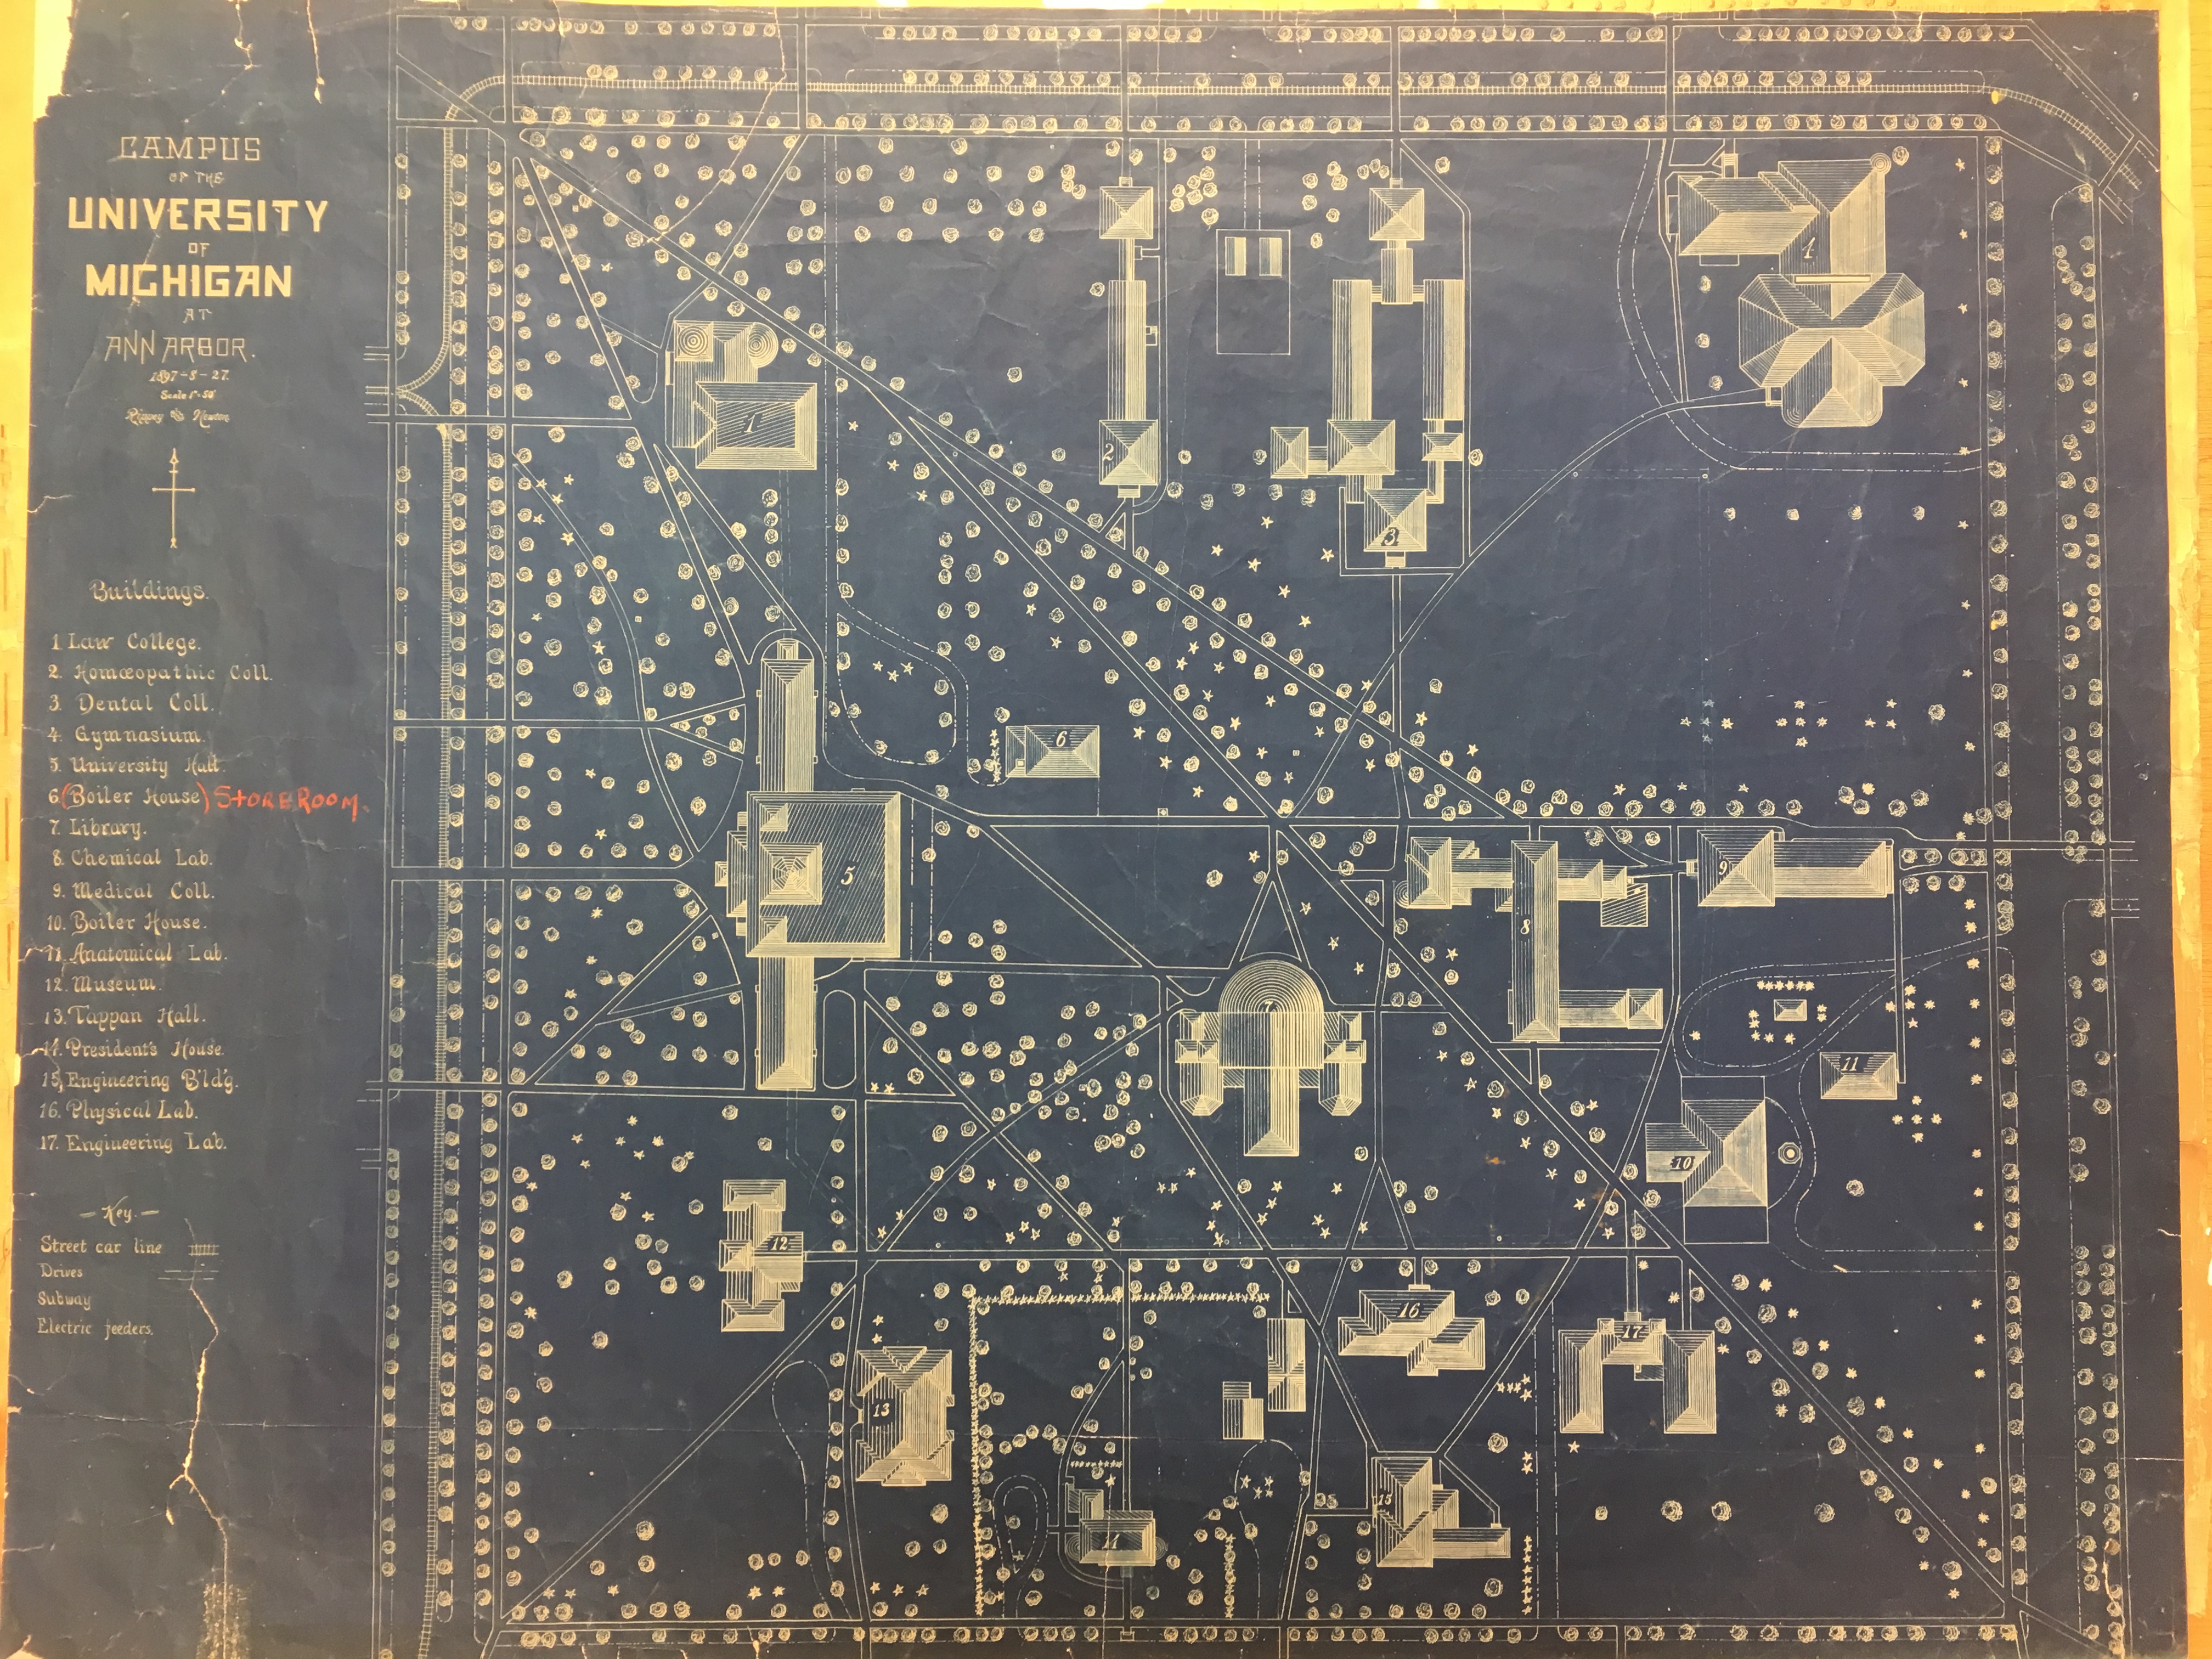 CAMPUS
OF THE
UNIVERSITY
OF
MICHIGAN
AT
ANN ARBOR.
1897-8-27.
Scale 1"=50'
Buildings.
1. Law College.
2. Homœopathic Coll.
3. Dental Coll.
4. Gymnasium.
5. University Hall.
6 (Boiler House) STOREROOM.
7. Library.
8. Chemical Lab.
9. Medical Coll.
10. Boiler House.
11. Anatomical Lab.
12. Museum.
13. Tappan Hall.
14. President's House.
15. Engineering B'ld'g.
16. Physical Lab.
17. Engineering Lab.
Key.
Street car line
Drives
Subway
Electric feeders.
1
2
3
4
5
6
7
8
9
10
11
12
13
14
15
16
17